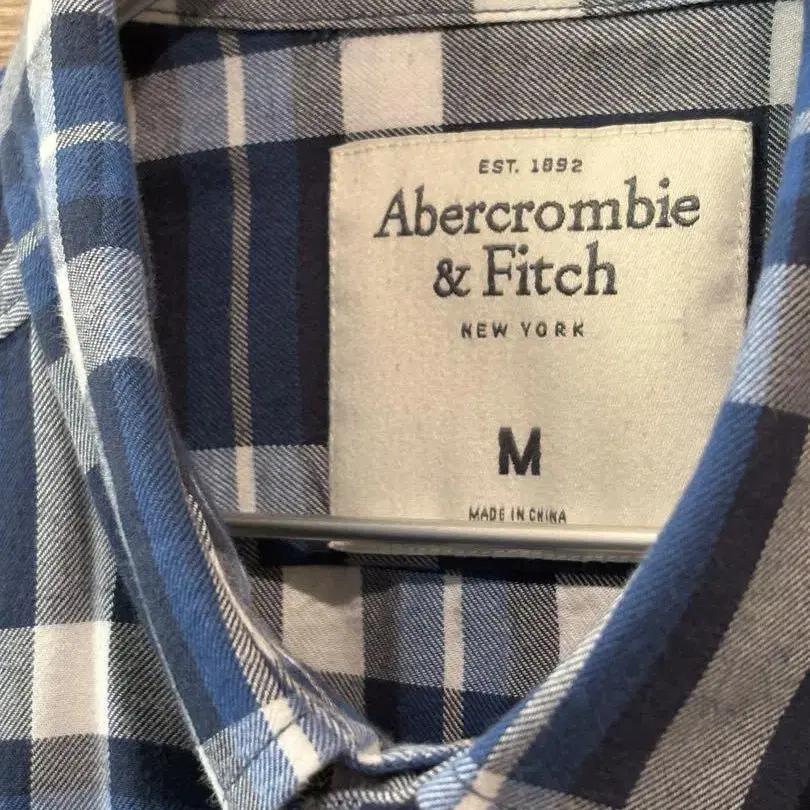 EST. 1892
Abercrombie
& Fitch
NEW YORK
M
MADE IN CHINA